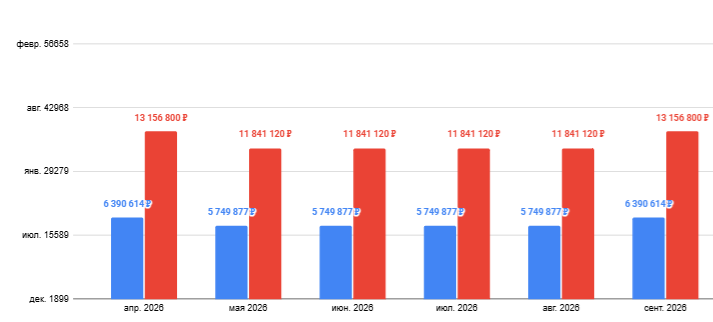 февр. 56658
авг. 42968
янв. 29279
июл. 15589
дек. 1899
13 156 800 ₽
11 841 120 ₽
11 841 120 ₽
11 841 120 ₽
11 841 120 ₽
13 156 800 ₽
6 390 614 ₽
5 749 877 ₽
5 749 877 ₽
5 749 877 ₽
5 749 877 ₽
6 390 614 ₽
апр. 2026
мая 2026
июн. 2026
июл. 2026
авг. 2026
сент. 2026